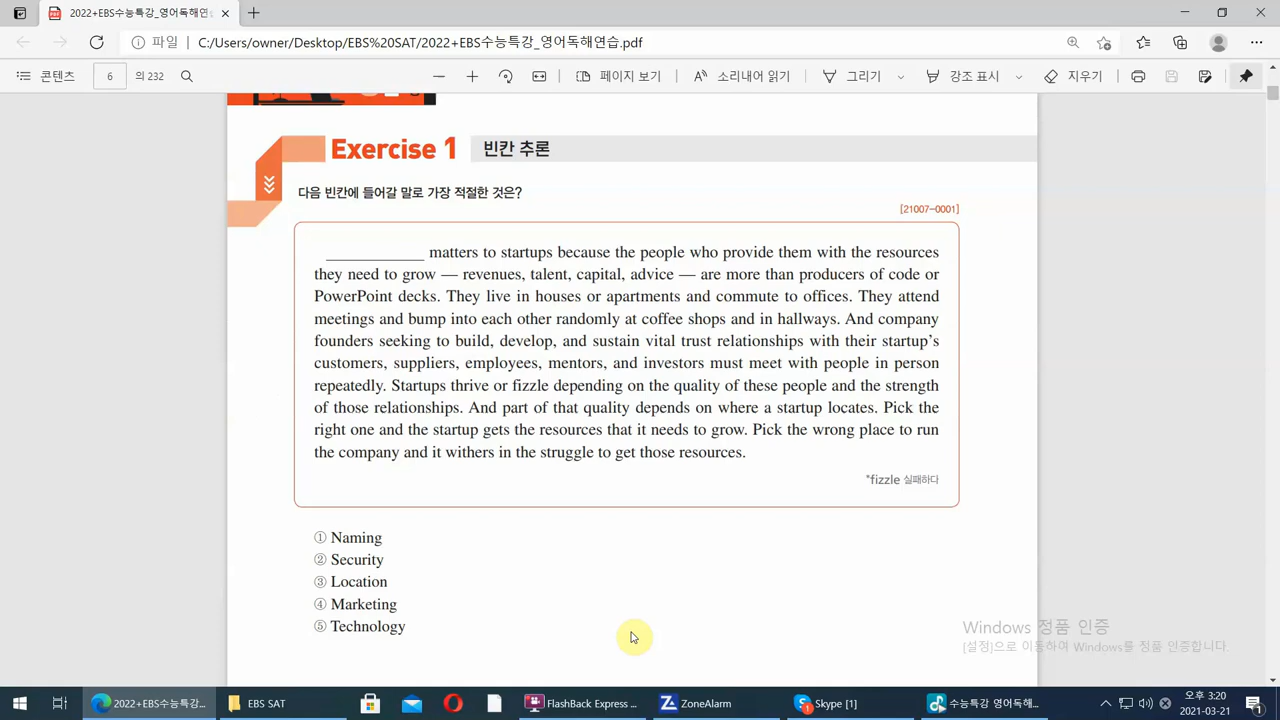 2022+EBS수능특강_영어독해연습
파일 C:/Users/owner/Desktop/EBS%20SAT/2022+EBS수능특강_영어독해연습.pdf
콘텐츠 6 의 232 페이지 보기 소리내어 읽기 그리기 강조 표시 지우기
Exercise 1 빈칸 추론
다음 빈칸에 들어갈 말로 가장 적절한 것은?
[21007-0001]
____________ matters to startups because the people who provide them with the resources
they need to grow — revenues, talent, capital, advice — are more than producers of code or
PowerPoint decks. They live in houses or apartments and commute to offices. They attend
meetings and bump into each other randomly at coffee shops and in hallways. And company
founders seeking to build, develop, and sustain vital trust relationships with their startup's
customers, suppliers, employees, mentors, and investors must meet with people in person
repeatedly. Startups thrive or fizzle depending on the quality of these people and the strength
of those relationships. And part of that quality depends on where a startup locates. Pick the
right one and the startup gets the resources that it needs to grow. Pick the wrong place to run
the company and it withers in the struggle to get those resources.
*fizzle 실패하다
① Naming
② Security
③ Location
④ Marketing
⑤ Technology
Windows 정품 인증
[설정]으로 이동하여 Windows를 정품 인증합니다.
2022+EBS수능특강_... EBS SAT FlashBack Express ... ZoneAlarm Skype [1] 수능특강 영어독해... 오후 3:20
2021-03-21